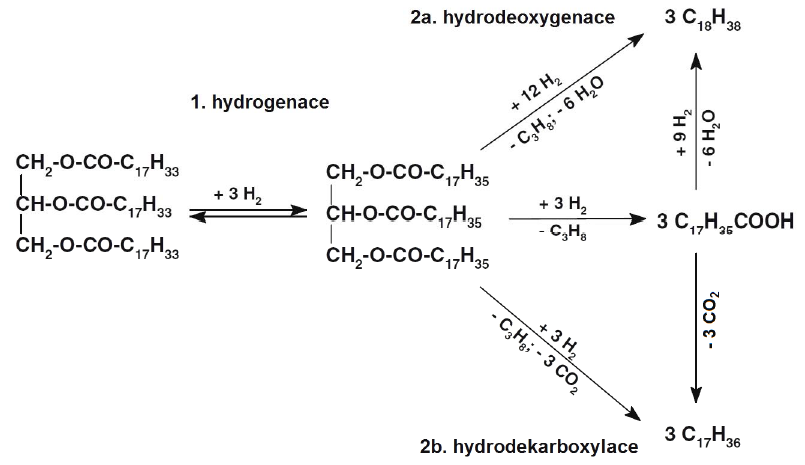 2a. hydrodeoxygenace
3 C18H38
1. hydrogenace
+ 12 H2
- C3H8; - 6 H2O
+ 9 H2
- 6 H2O
CH2-O-CO-C17H33
CH-O-CO-C17H33
CH2-O-CO-C17H33
+ 3 H2
CH2-O-CO-C17H35
CH-O-CO-C17H35
CH2-O-CO-C17H35
+ 3 H2
- C3H8
3 C17H35COOH
+ 3 H2
- C3H8; - 3 CO2
- 3 CO2
2b. hydrodekarboxylace
3 C17H36